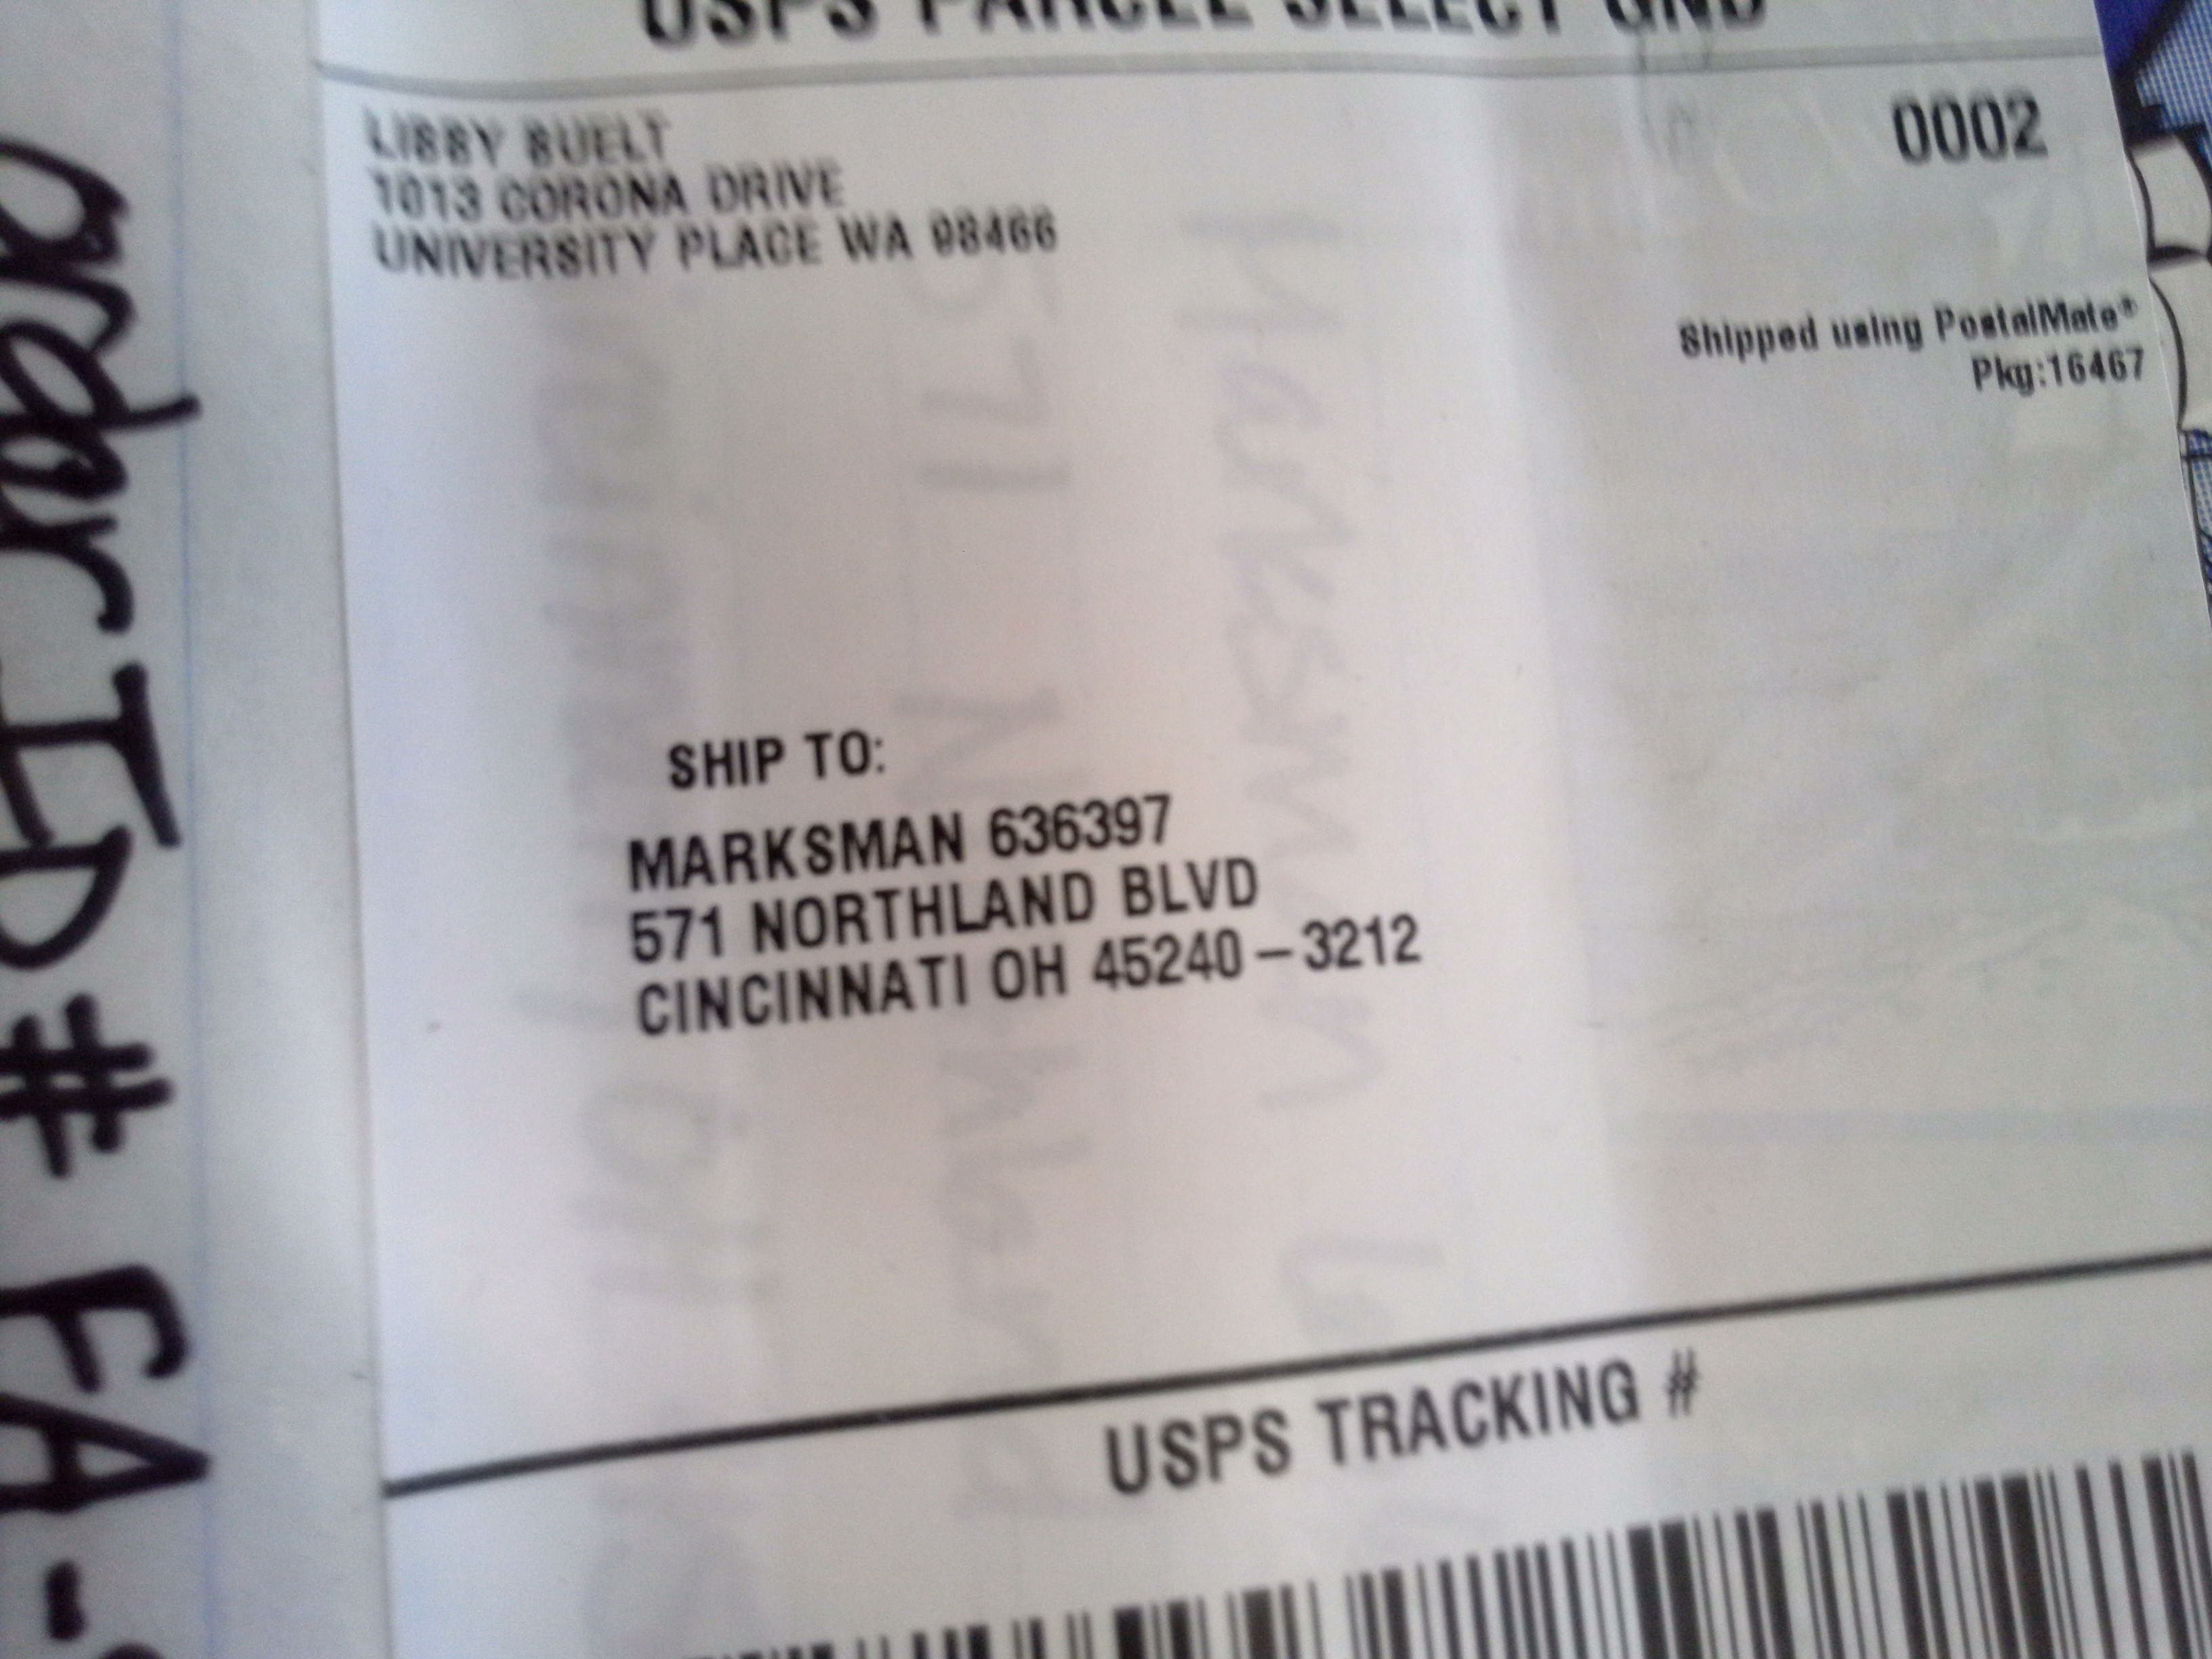 USPS PARCEL SELECT GND
LIBBY BUELT
1013 CORONA DRIVE
UNIVERSITY PLACE WA 98466
0002
Shipped using PostalMate®
Pkg:16467
SHIP TO:
MARKSMAN 636397
571 NORTHLAND BLVD
CINCINNATI OH 45240-3212
USPS TRACKING #
Order ID# FA-